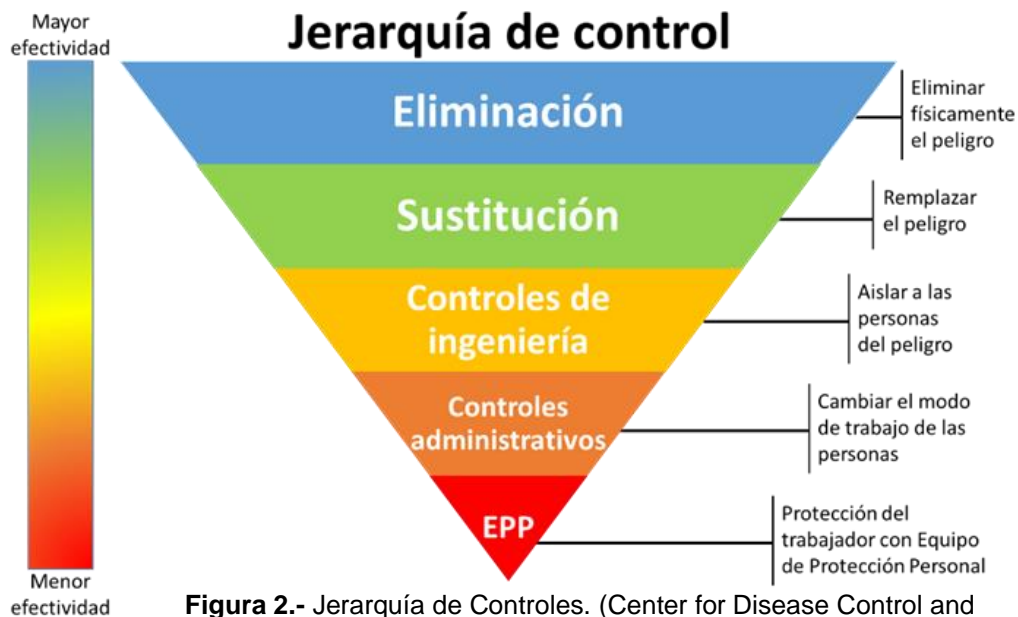 Mayor
efectividad
Jerarquía de control
Eliminación
Eliminar
físicamente
el peligro
Sustitución
Remplazar
el peligro
Controles de
ingeniería
Aislar a las
personas
del peligro
Controles
administrativos
Cambiar el modo
de trabajo de las
personas
EPP
Protección del
trabajador con Equipo
de Protección Personal
Menor
efectividad
Figura 2.- Jerarquía de Controles. (Center for Disease Control and